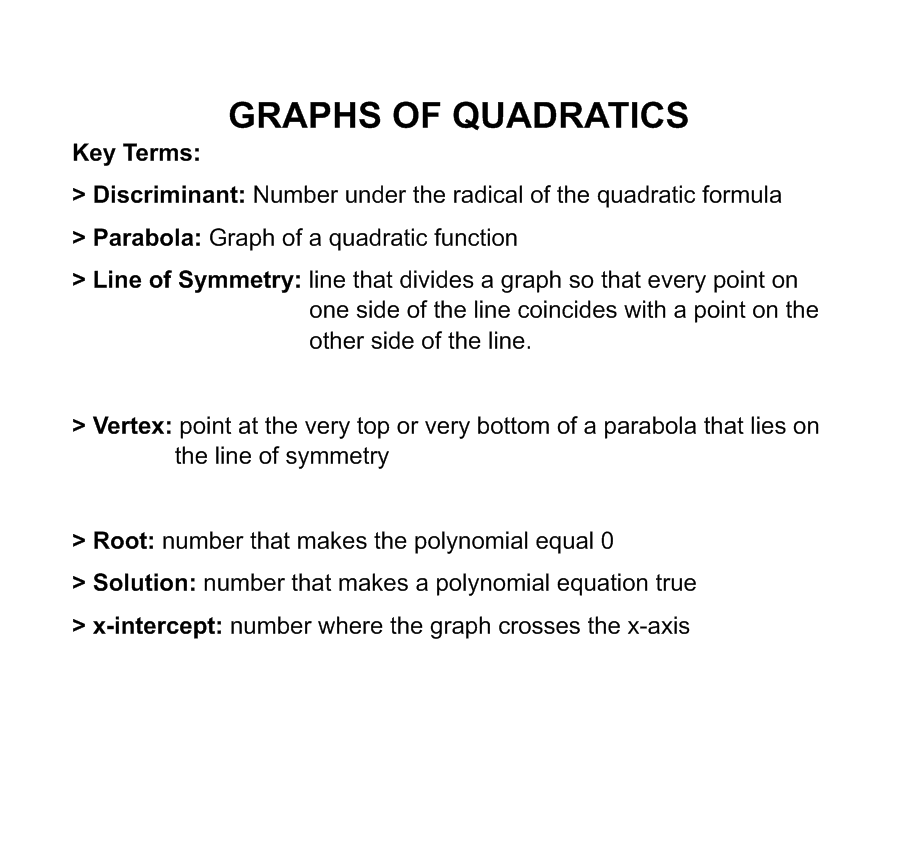 GRAPHS OF QUADRATICS
Key Terms:
> Discriminant: Number under the radical of the quadratic formula
> Parabola: Graph of a quadratic function
> Line of Symmetry: line that divides a graph so that every point on
one side of the line coincides with a point on the
other side of the line.
> Vertex: point at the very top or very bottom of a parabola that lies on
the line of symmetry
> Root: number that makes the polynomial equal 0
> Solution: number that makes a polynomial equation true
> x-intercept: number where the graph crosses the x-axis